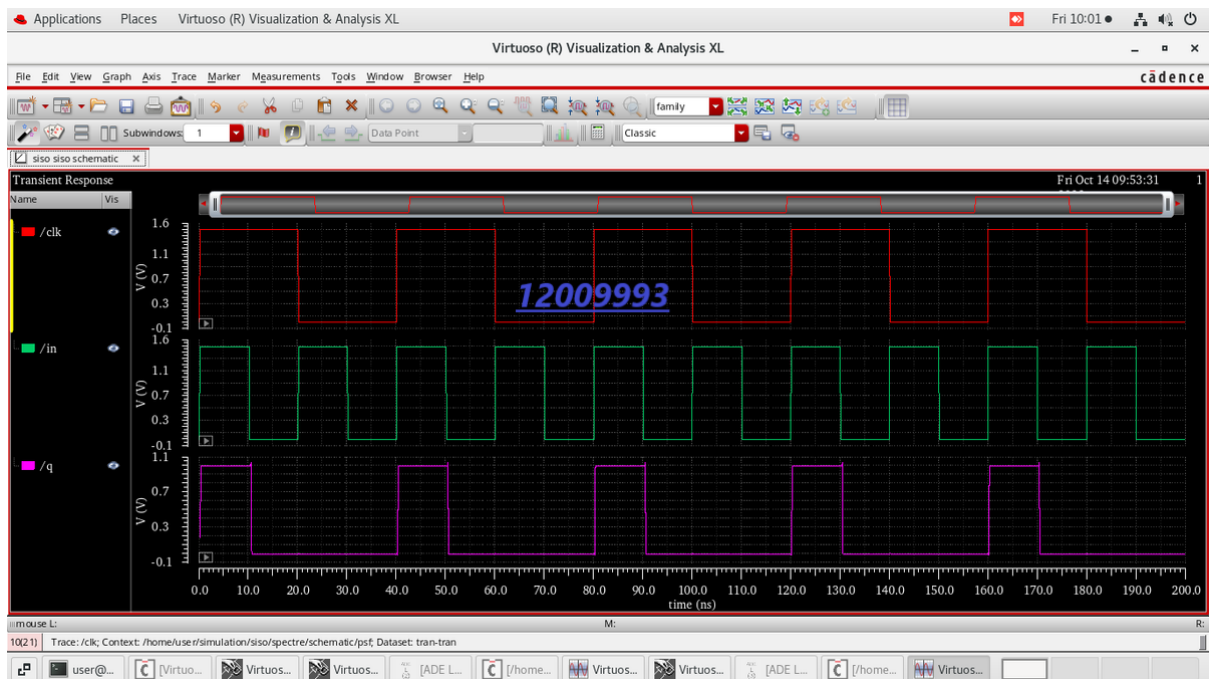 Applications Places Virtuoso (R) Visualization & Analysis XL Fri 10:01
Virtuoso (R) Visualization & Analysis XL
File Edit View Graph Axis Trace Marker Measurements Tools Window Browser Help cādence
family
Subwindows: 1 Data Point Classic
siso siso schematic
Transient Response Fri Oct 14 09:53:31 1
Name Vis
/clk
1.6
1.1
0.7
0.3
-0.1
V (V)
12009993
/in
1.6
1.1
0.7
0.3
-0.1
V (V)
/q
1.1
0.7
0.3
-0.1
V (V)
0.0 10.0 20.0 30.0 40.0 50.0 60.0 70.0 80.0 90.0 100.0 110.0 120.0 130.0 140.0 150.0 160.0 170.0 180.0 190.0 200.0
time (ns)
mouse L: M: R:
10(21) Trace: /clk; Context: /home/user/simulation/siso/spectre/schematic/psf; Dataset: tran-tran
user@... [Virtuo... Virtuos... Virtuos... [ADE L... [/home... Virtuos... Virtuos... [ADE L... [/home... Virtuos...